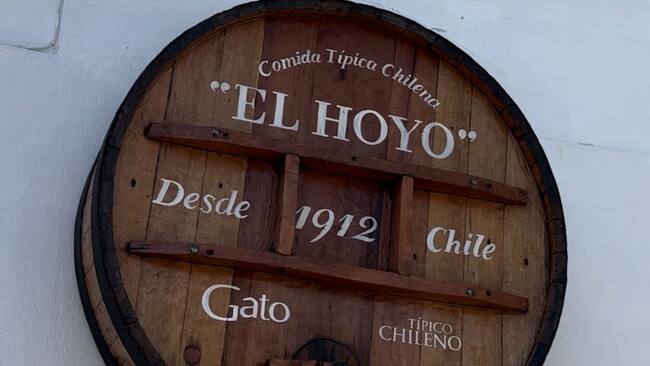 Comida Típica Chilena
"EL HOYO"
Desde 1912 Chile
Gato
TÍPICO
CHILENO